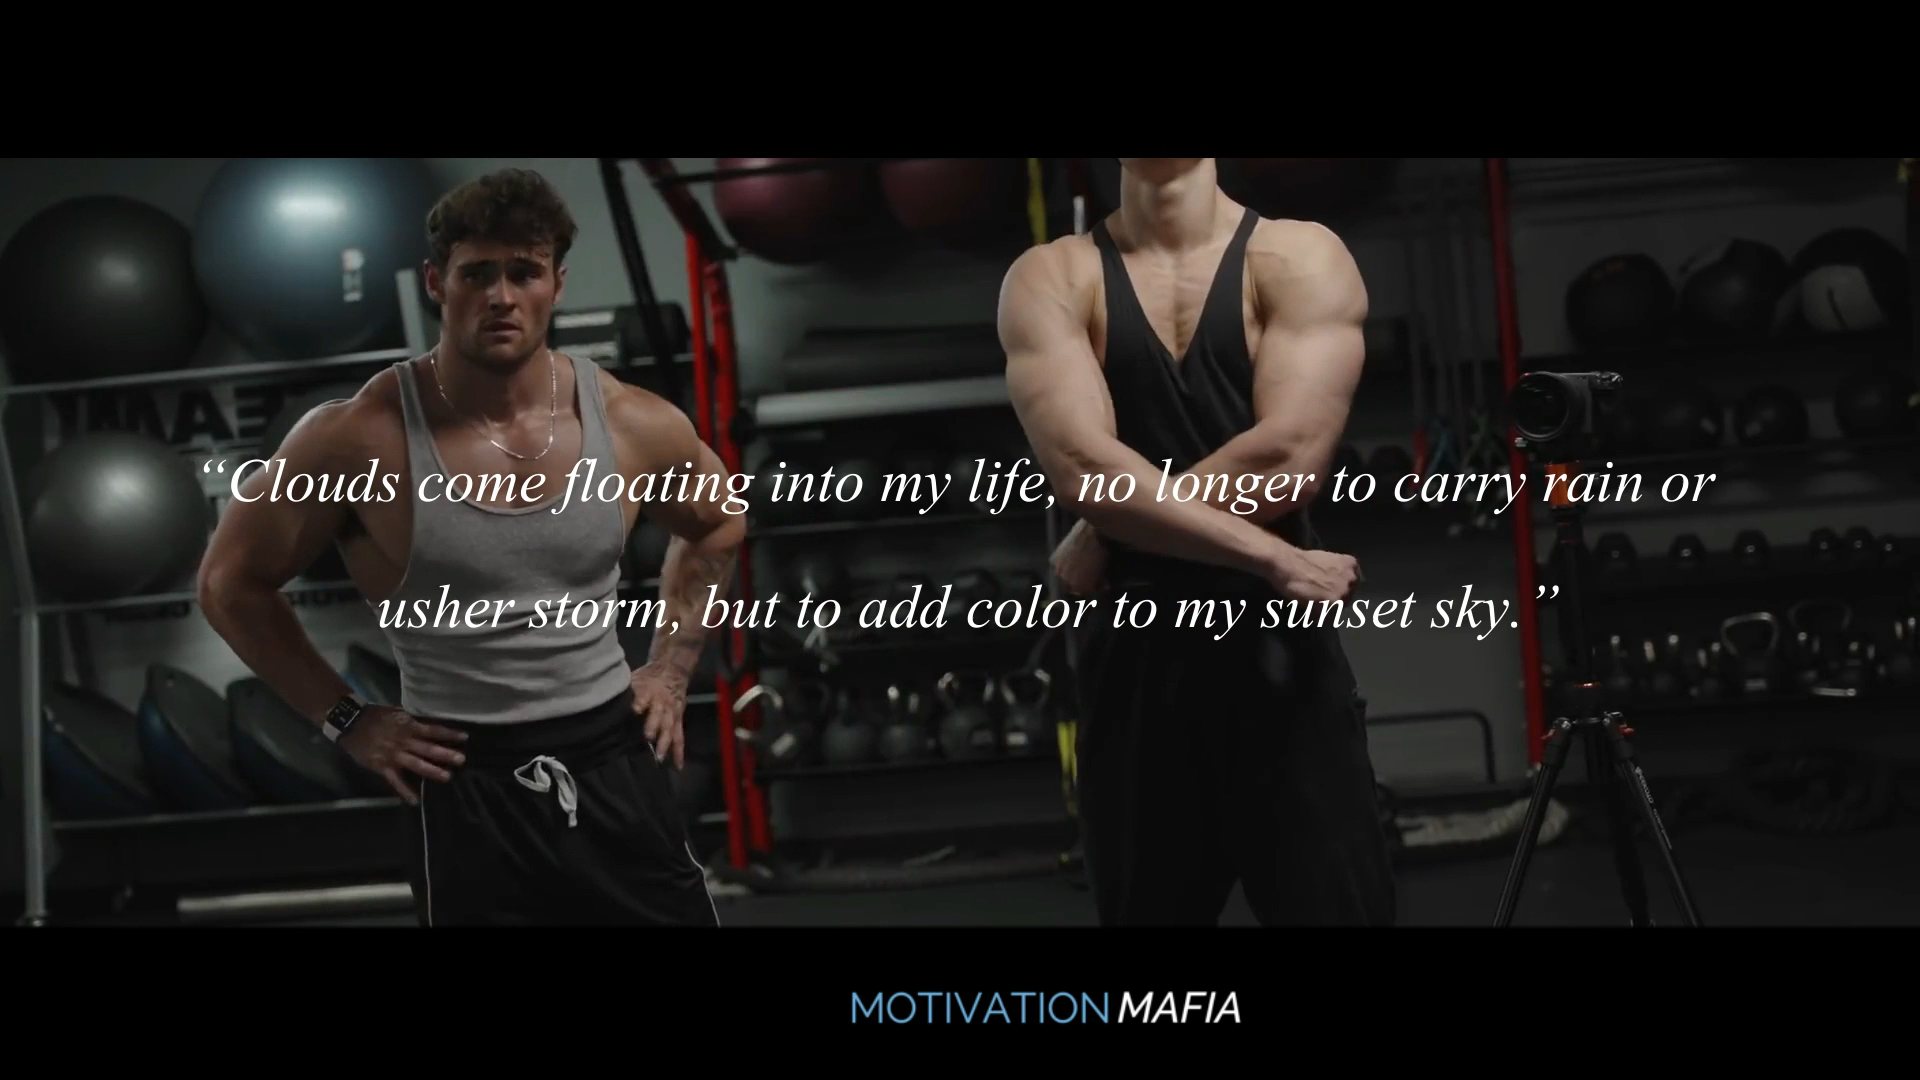 “Clouds come floating into my life, no longer to carry rain or
usher storm, but to add color to my sunset sky.”
MOTIVATION MAFIA